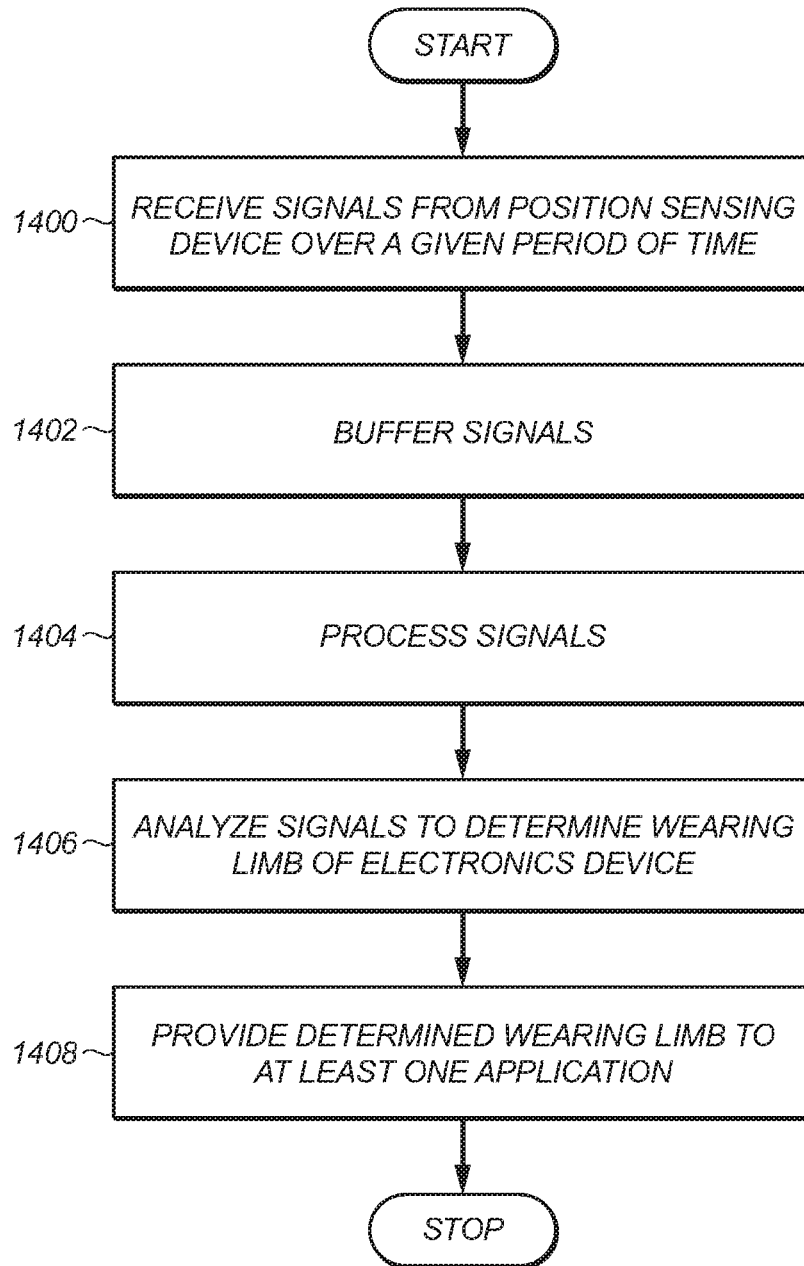 START
1400
RECEIVE SIGNALS FROM POSITION SENSING
DEVICE OVER A GIVEN PERIOD OF TIME
1402
BUFFER SIGNALS
1404
PROCESS SIGNALS
1406
ANALYZE SIGNALS TO DETERMINE WEARING
LIMB OF ELECTRONICS DEVICE
1408
PROVIDE DETERMINED WEARING LIMB TO
AT LEAST ONE APPLICATION
STOP